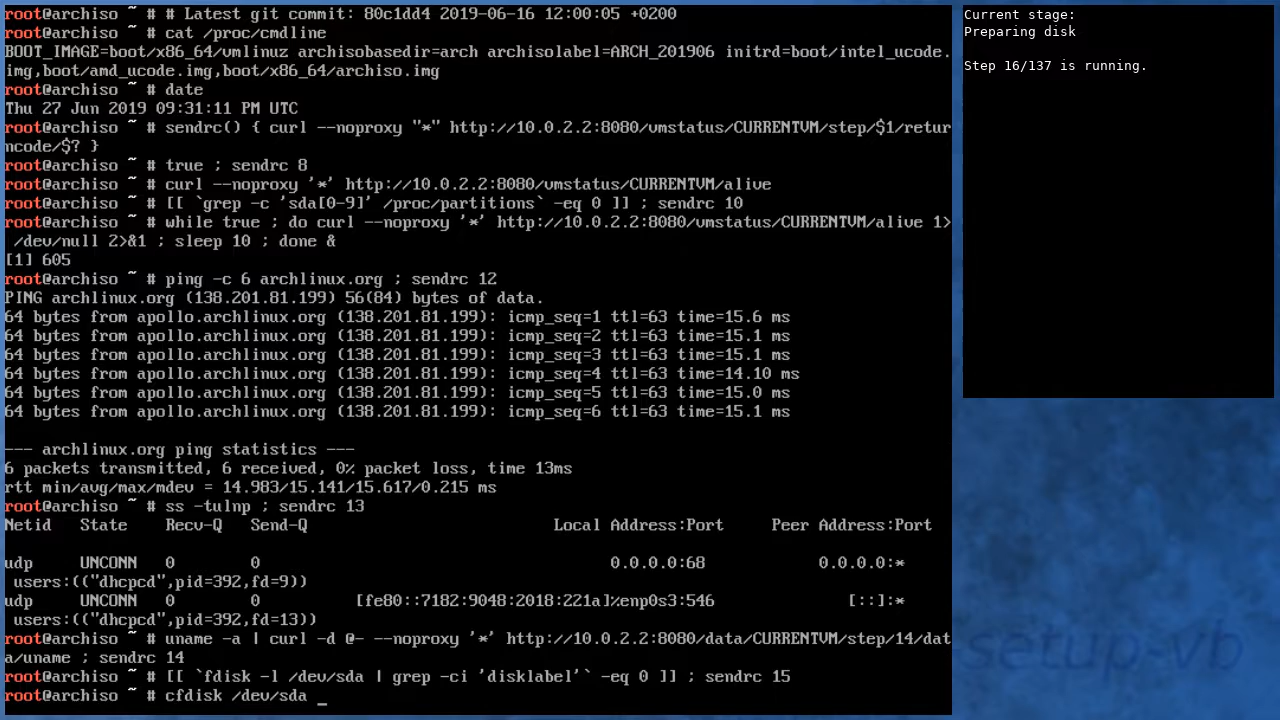 root@archiso ~ # # Latest git commit: 80c1dd4 2019-06-16 12:00:05 +0200
root@archiso ~ # cat /proc/cmdline
BOOT_IMAGE=boot/x86_64/vmlinuz archisobasedir=arch archisolabel=ARCH_201906 initrd=boot/intel_ucode.
img,boot/amd_ucode.img,boot/x86_64/archiso.img
root@archiso ~ # date
Thu 27 Jun 2019 09:31:11 PM UTC
root@archiso ~ # sendrc() { curl --noproxy "*" http://10.0.2.2:8080/vmstatus/CURRENTVM/step/$1/retur
ncode/$? }
root@archiso ~ # true ; sendrc 8
root@archiso ~ # curl --noproxy '*' http://10.0.2.2:8080/vmstatus/CURRENTVM/alive
root@archiso ~ # [[ `grep -c 'sda[0-9]' /proc/partitions` -eq 0 ]] ; sendrc 10
root@archiso ~ # while true ; do curl --noproxy '*' http://10.0.2.2:8080/vmstatus/CURRENTVM/alive 1>
 /dev/null 2>&1 ; sleep 10 ; done &
[1] 605
root@archiso ~ # ping -c 6 archlinux.org ; sendrc 12
PING archlinux.org (138.201.81.199) 56(84) bytes of data.
64 bytes from apollo.archlinux.org (138.201.81.199): icmp_seq=1 ttl=63 time=15.6 ms
64 bytes from apollo.archlinux.org (138.201.81.199): icmp_seq=2 ttl=63 time=15.1 ms
64 bytes from apollo.archlinux.org (138.201.81.199): icmp_seq=3 ttl=63 time=15.1 ms
64 bytes from apollo.archlinux.org (138.201.81.199): icmp_seq=4 ttl=63 time=14.10 ms
64 bytes from apollo.archlinux.org (138.201.81.199): icmp_seq=5 ttl=63 time=15.0 ms
64 bytes from apollo.archlinux.org (138.201.81.199): icmp_seq=6 ttl=63 time=15.1 ms
--- archlinux.org ping statistics ---
6 packets transmitted, 6 received, 0% packet loss, time 13ms
rtt min/avg/max/mdev = 14.983/15.141/15.617/0.215 ms
root@archiso ~ # ss -tulnp ; sendrc 13
Netid State Recv-Q Send-Q Local Address:Port Peer Address:Port
udp UNCONN 0 0 0.0.0.0:68 0.0.0.0:*
 users:(("dhcpcd",pid=392,fd=9))
udp UNCONN 0 0 [fe80::7182:9048:2018:221a]%enp0s3:546 [::]:*
 users:(("dhcpcd",pid=392,fd=13))
root@archiso ~ # uname -a | curl -d @- --noproxy '*' http://10.0.2.2:8080/data/CURRENTVM/step/14/dat
a/uname ; sendrc 14
root@archiso ~ # [[ `fdisk -l /dev/sda | grep -ci 'disklabel'` -eq 0 ]] ; sendrc 15
root@archiso ~ # cfdisk /dev/sda _
Current stage:
Preparing disk
Step 16/137 is running.
setup-vb